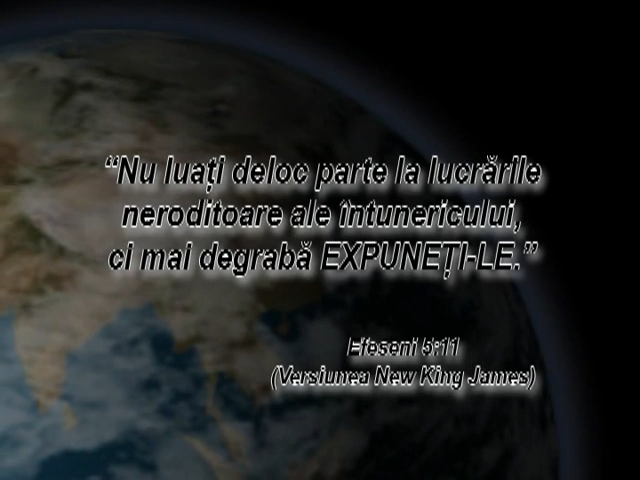 “Nu luați deloc parte la lucrările
neroditoare ale întunericului,
ci mai degrabă EXPUNEȚI-LE.”
Efeseni 5:11
(Versiunea New King James)